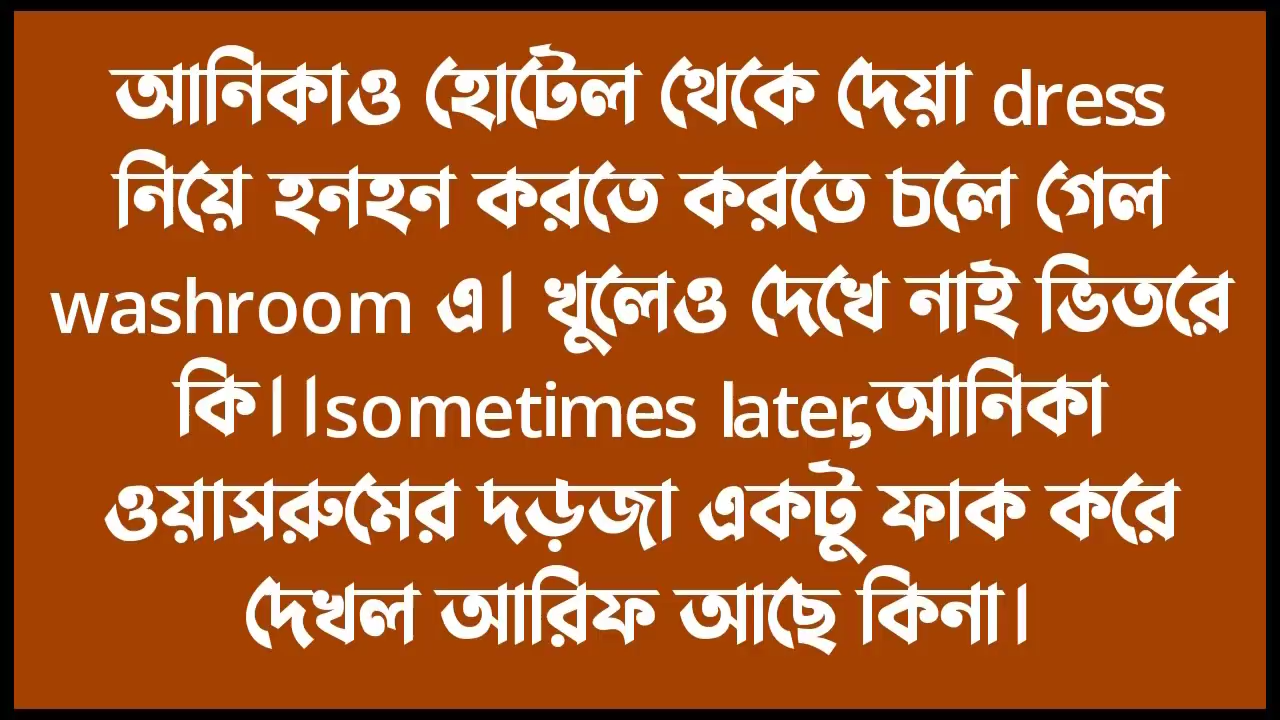 আনিকাও হোটেল থেকে দেয়া dress
নিয়ে হনহন করতে করতে চলে গেল
washroom এ। খুলেও দেখে নাই ভিতরে
কি।।sometimes later,আনিকা
ওয়াসরুমের দড়জা একটু ফাক করে
দেখল আরিফ আছে কিনা।